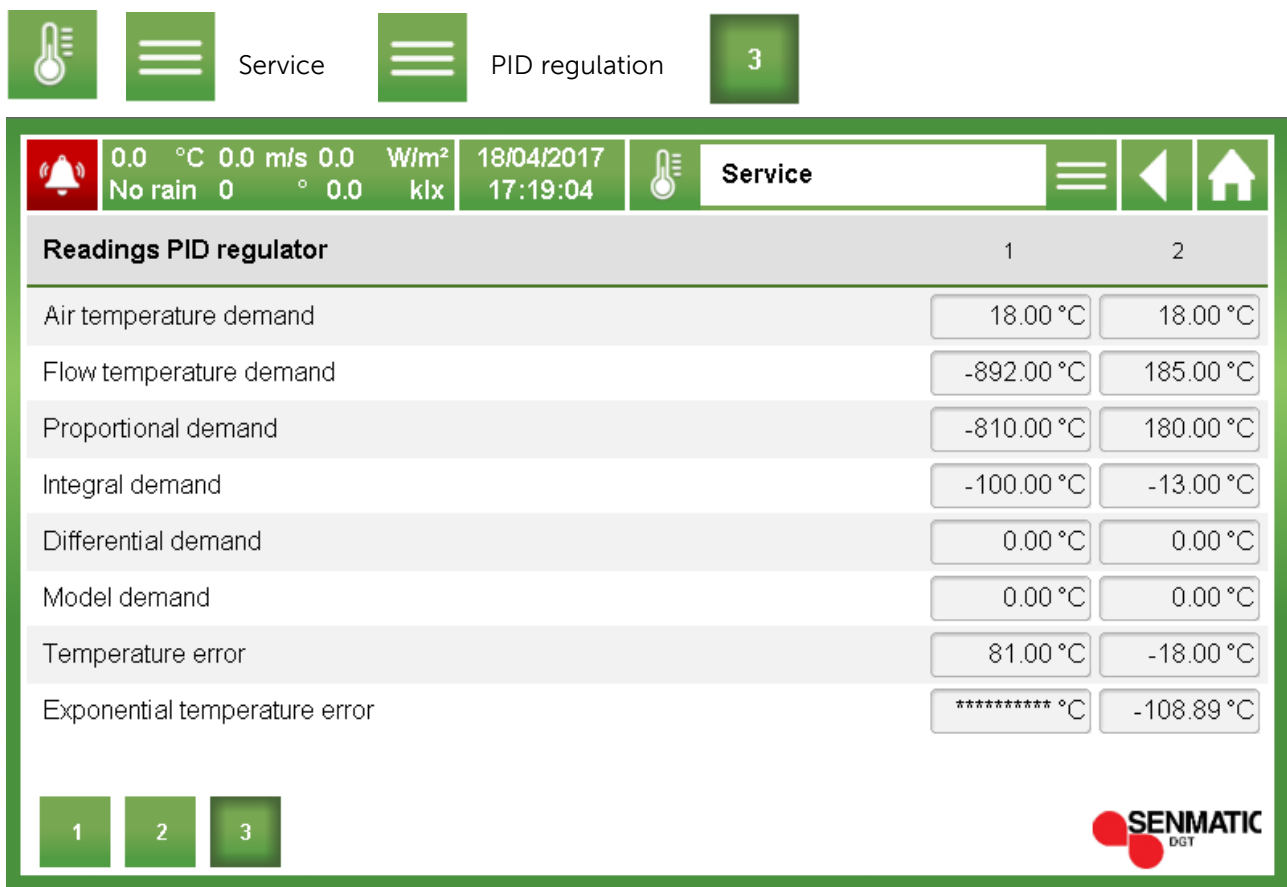 Service PID regulation 3
0.0 °C 0.0 m/s 0.0 W/m² 18/04/2017
No rain 0 ° 0.0 klx 17:19:04
Service
Readings PID regulator 1 2
Air temperature demand 18.00 °C 18.00 °C
Flow temperature demand -892.00 °C 185.00 °C
Proportional demand -810.00 °C 180.00 °C
Integral demand -100.00 °C -13.00 °C
Differential demand 0.00 °C 0.00 °C
Model demand 0.00 °C 0.00 °C
Temperature error 81.00 °C -18.00 °C
Exponential temperature error ********** °C -108.89 °C
1 2 3
SENMATIC
DGT